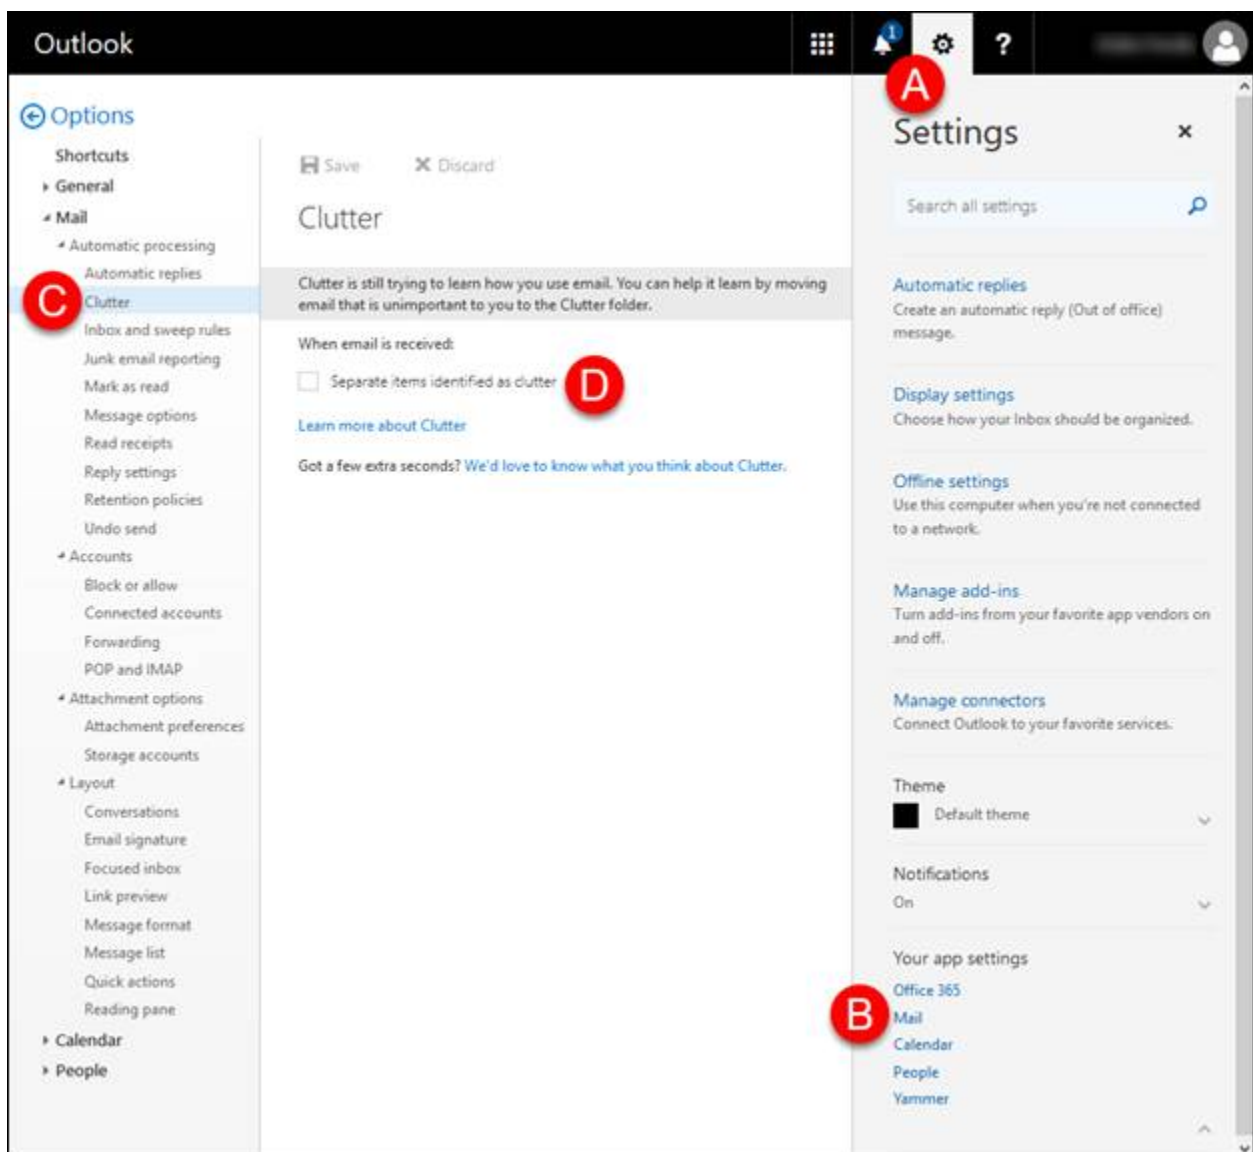 Outlook
1
?
A
Options
Shortcuts
General
Mail
Automatic processing
Automatic replies
C
Clutter
Inbox and sweep rules
Junk email reporting
Mark as read
Message options
Read receipts
Reply settings
Retention policies
Undo send
Accounts
Block or allow
Connected accounts
Forwarding
POP and IMAP
Attachment options
Attachment preferences
Storage accounts
Layout
Conversations
Email signature
Focused inbox
Link preview
Message format
Message list
Quick actions
Reading pane
Calendar
People
Save Discard
Clutter
Clutter is still trying to learn how you use email. You can help it learn by moving
email that is unimportant to you to the Clutter folder.
When email is received:
Separate items identified as clutter
D
Learn more about Clutter
Got a few extra seconds? We'd love to know what you think about Clutter.
Settings
Search all settings
Automatic replies
Create an automatic reply (Out of office)
message.
Display settings
Choose how your Inbox should be organized.
Offline settings
Use this computer when you're not connected
to a network.
Manage add-ins
Turn add-ins from your favorite app vendors on
and off.
Manage connectors
Connect Outlook to your favorite services.
Theme
Default theme
Notifications
On
Your app settings
Office 365
B
Mail
Calendar
People
Yammer